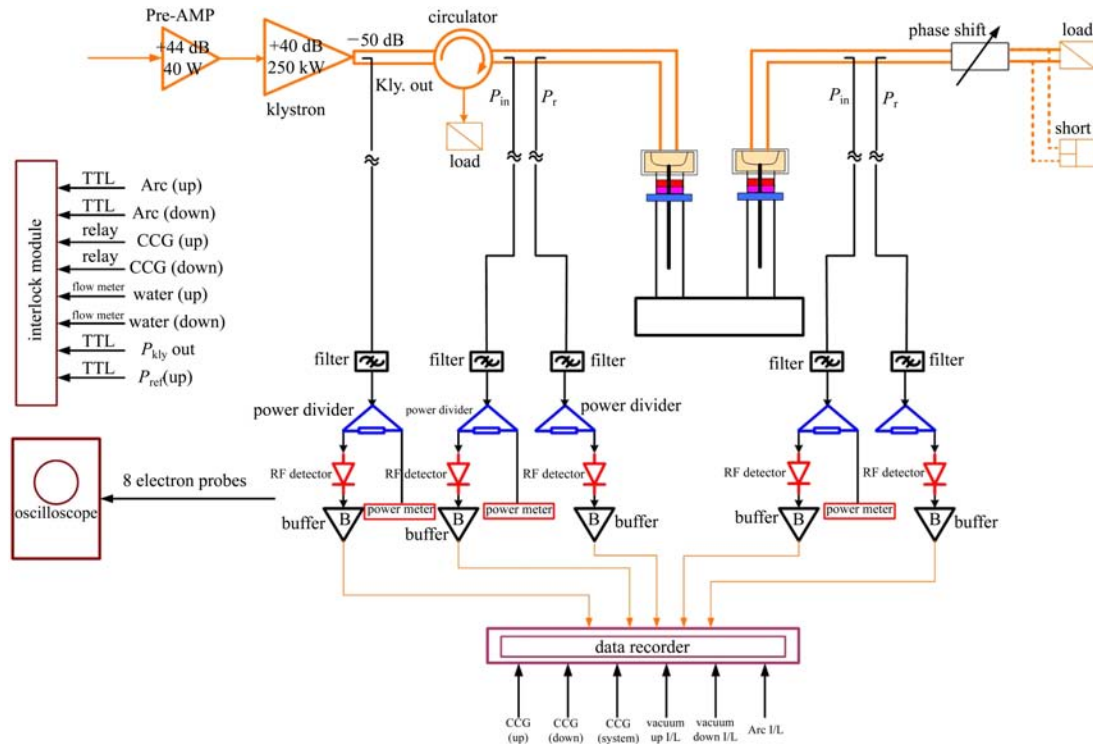 Pre-AMP
+44 dB
40 W
+40 dB
250 kW
klystron
−50 dB
Kly. out
circulator
load
P_in
P_r
P_in
P_r
phase shift
load
short
interlock module
TTL Arc (up)
TTL Arc (down)
relay CCG (up)
relay CCG (down)
flow meter water (up)
flow meter water (down)
TTL P_kly out
TTL P_ref(up)
filter
filter
filter
filter
filter
power divider
power divider
power divider
RF detector
RF detector
RF detector
RF detector
RF detector
oscilloscope
8 electron probes
buffer
B
power meter
buffer
B
power meter
B
buffer
buffer
B
power meter
B
buffer
data recorder
CCG
(up)
CCG
(down)
CCG
(system)
vacuum
up I/L
vacuum
down I/L
Arc I/L